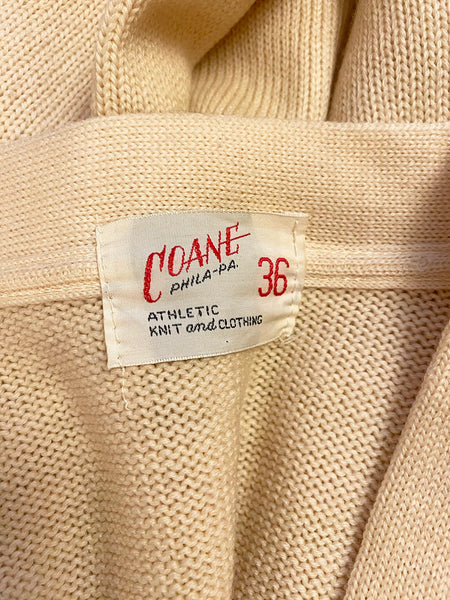 COANE
PHILA-PA.
36
ATHLETIC
KNIT and CLOTHING